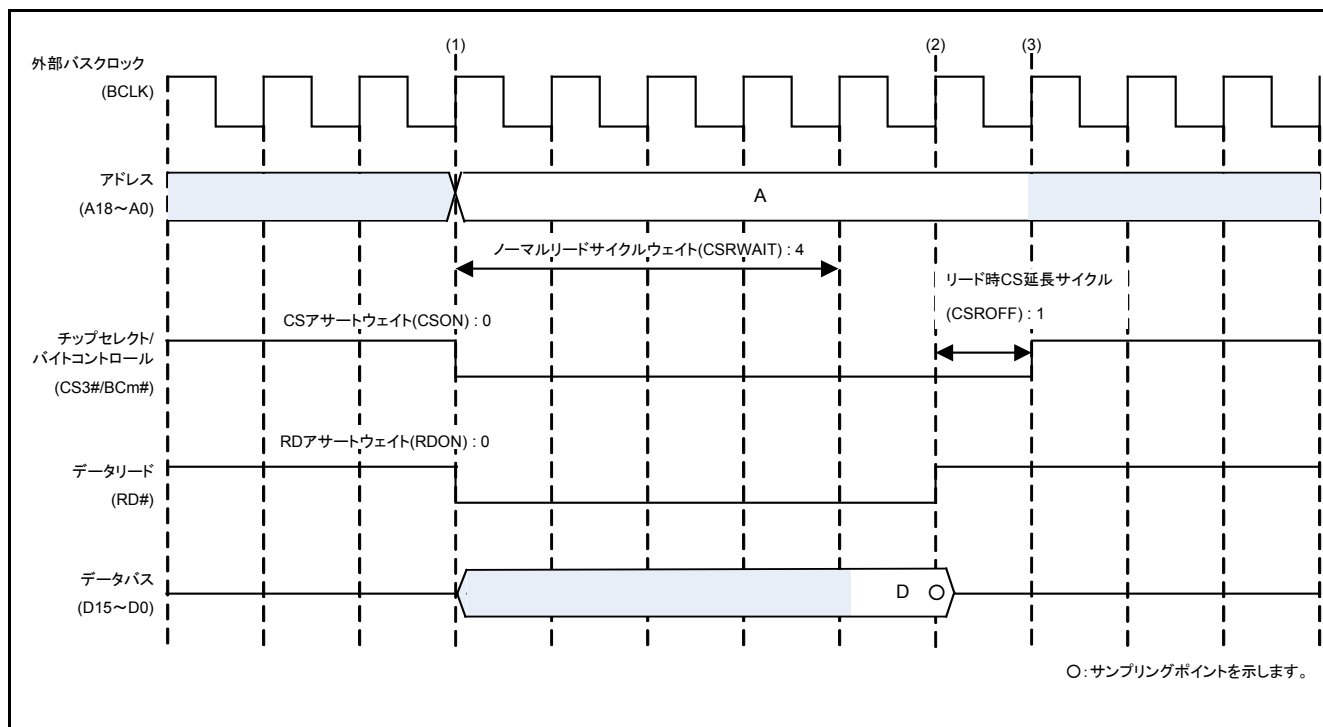 (1)
(2)
(3)
外部バスクロック
(BCLK)
アドレス
(A18～A0)
A
ノーマルリードサイクルウェイト(CSRWAIT) : 4
リード時CS延長サイクル
(CSROFF) : 1
CSアサートウェイト(CSON) : 0
チップセレクト/
バイトコントロール
(CS3#/BCm#)
RDアサートウェイト(RDON) : 0
データリード
(RD#)
データバス
(D15～D0)
D
○:サンプリングポイントを示します。